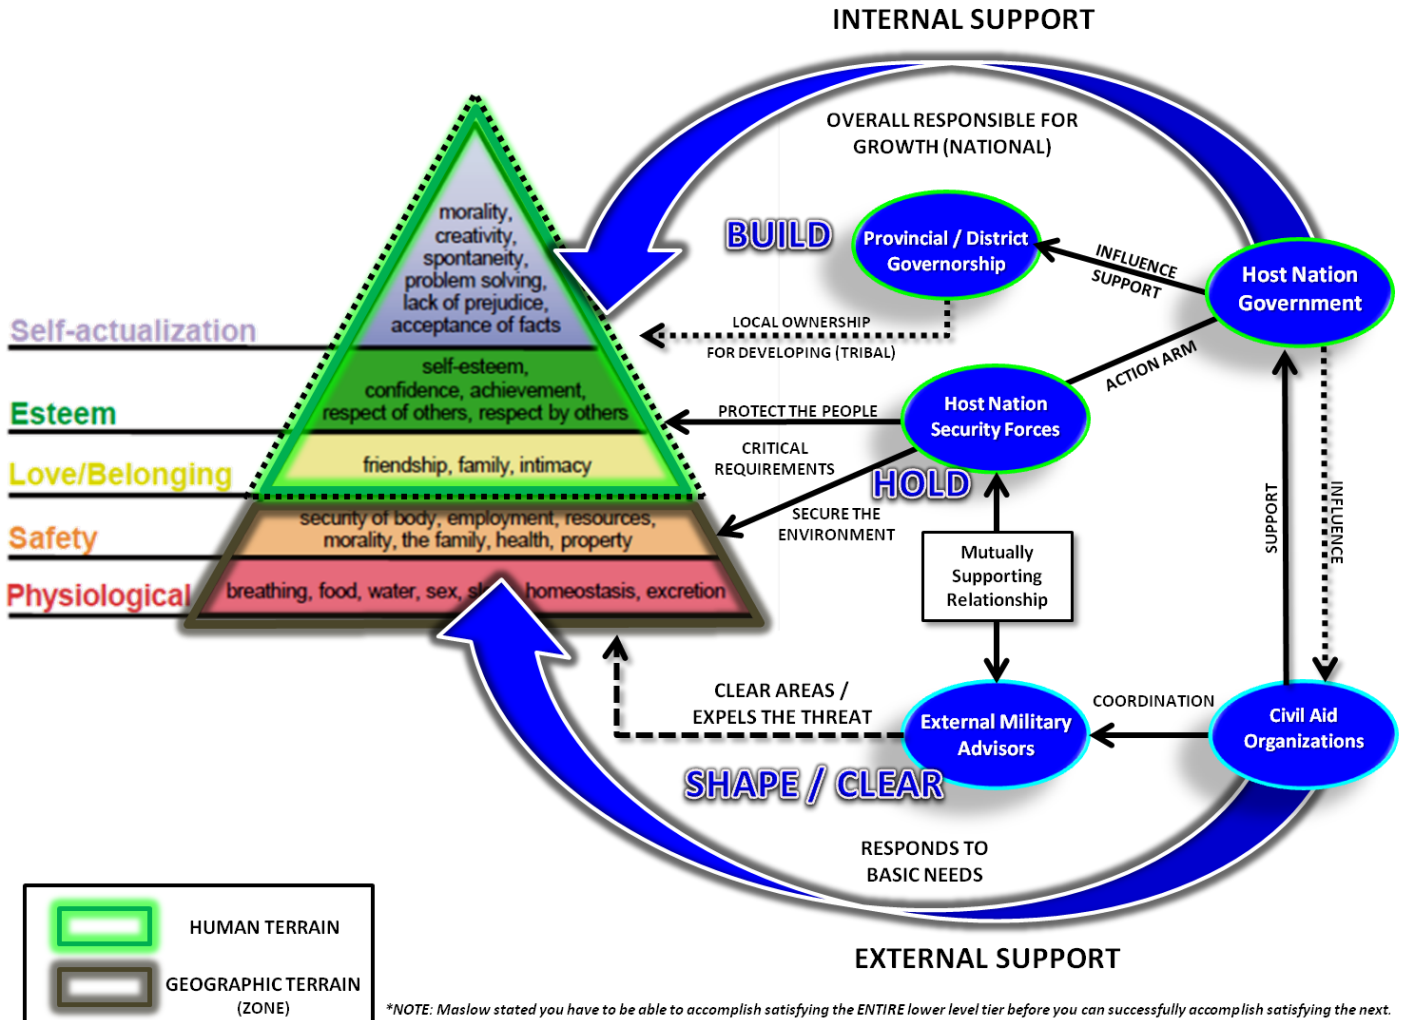 INTERNAL SUPPORT
OVERALL RESPONSIBLE FOR
GROWTH (NATIONAL)
BUILD
Provincial / District
Governorship
INFLUENCE
SUPPORT
Host Nation
Government
LOCAL OWNERSHIP
FOR DEVELOPING (TRIBAL)
ACTION ARM
Host Nation
Security Forces
PROTECT THE PEOPLE
CRITICAL
REQUIREMENTS
HOLD
SECURE THE
ENVIRONMENT
Mutually
Supporting
Relationship
SUPPORT
INFLUENCE
morality,
creativity,
spontaneity,
problem solving,
lack of prejudice,
acceptance of facts
Self-actualization
self-esteem,
confidence, achievement,
respect of others, respect by others
Esteem
friendship, family, intimacy
Love/Belonging
security of body, employment, resources,
morality, the family, health, property
Safety
breathing, food, water, sex, homeostasis, excretion
Physiological
CLEAR AREAS /
EXPELS THE THREAT
External Military
Advisors
COORDINATION
Civil Aid
Organizations
SHAPE / CLEAR
RESPONDS TO
BASIC NEEDS
EXTERNAL SUPPORT
HUMAN TERRAIN
GEOGRAPHIC TERRAIN
(ZONE)
*NOTE: Maslow stated you have to be able to accomplish satisfying the ENTIRE lower level tier before you can successfully accomplish satisfying the next.